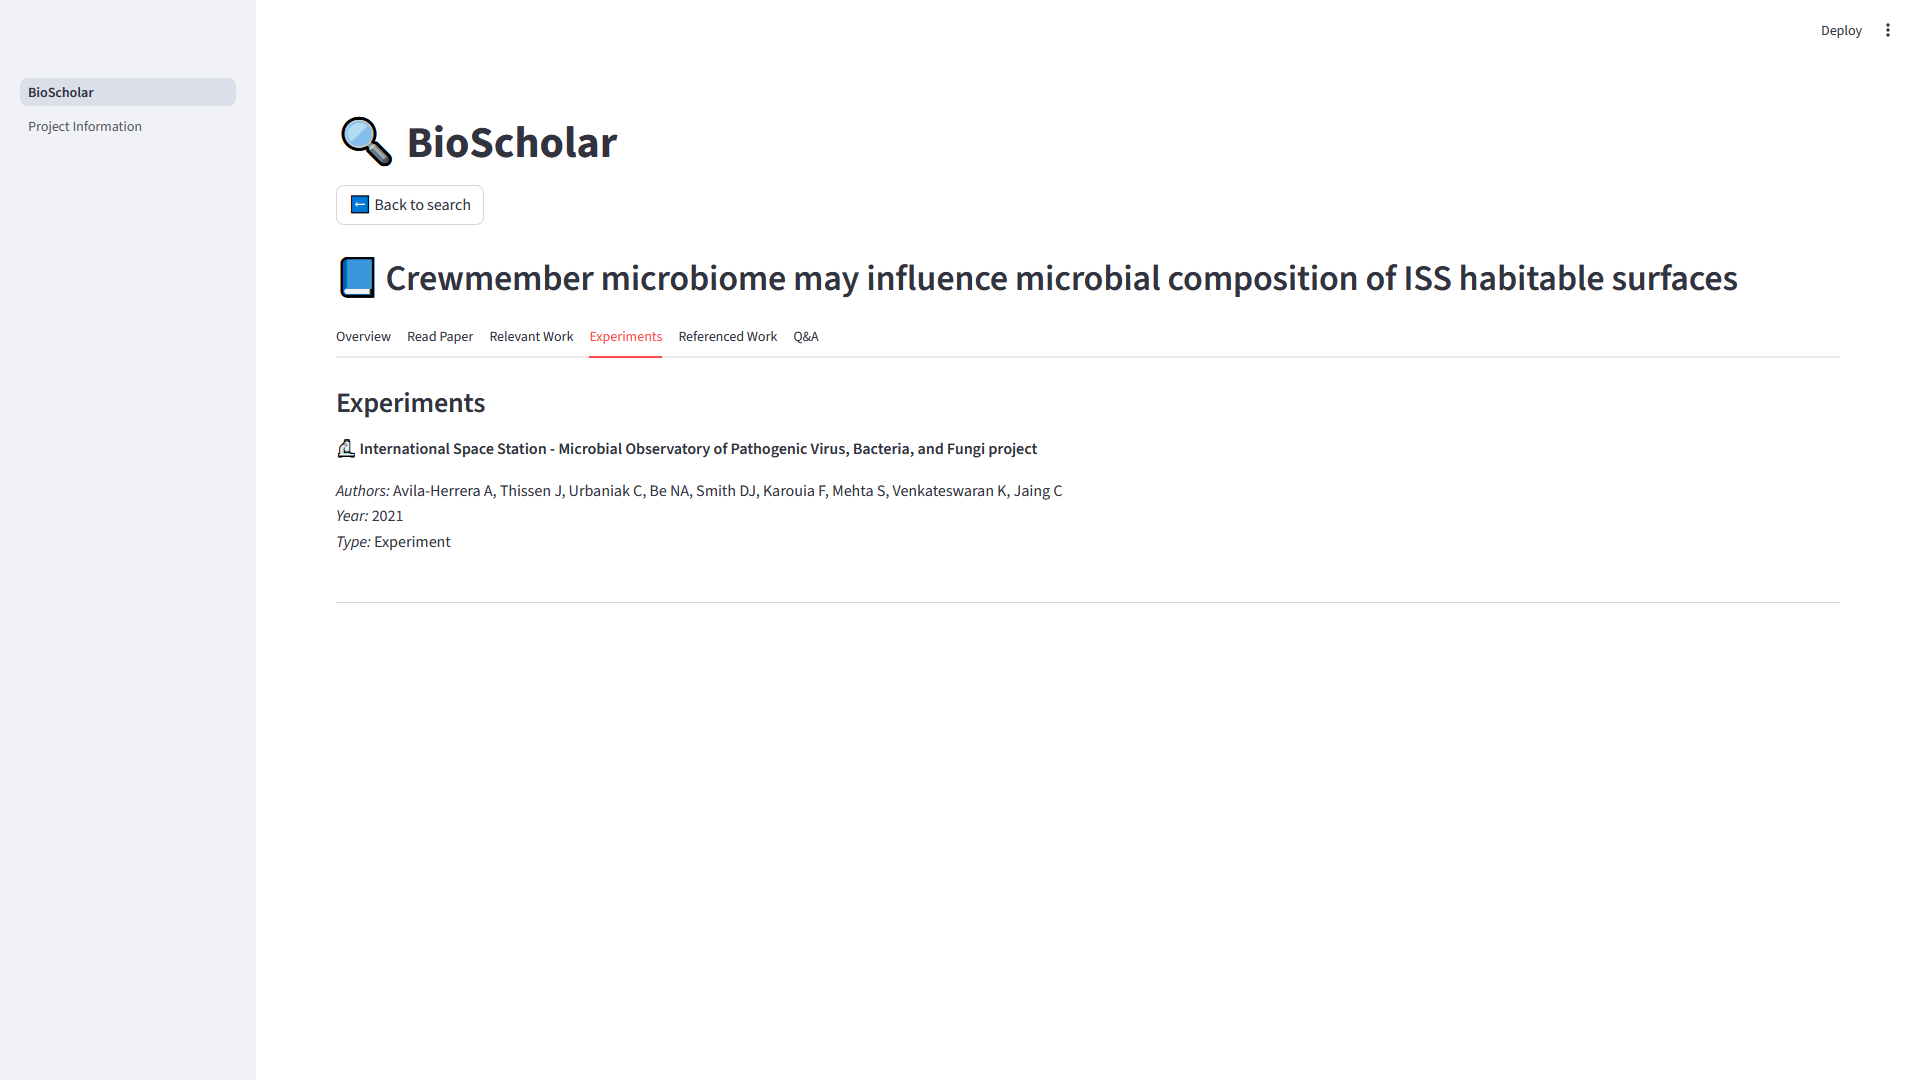 Deploy
BioScholar
Project Information
BioScholar
Back to search
Crewmember microbiome may influence microbial composition of ISS habitable surfaces
Overview Read Paper Relevant Work Experiments Referenced Work Q&A
Experiments
International Space Station - Microbial Observatory of Pathogenic Virus, Bacteria, and Fungi project
Authors: Avila-Herrera A, Thissen J, Urbaniak C, Be NA, Smith DJ, Karouia F, Mehta S, Venkateswaran K, Jaing C
Year: 2021
Type: Experiment